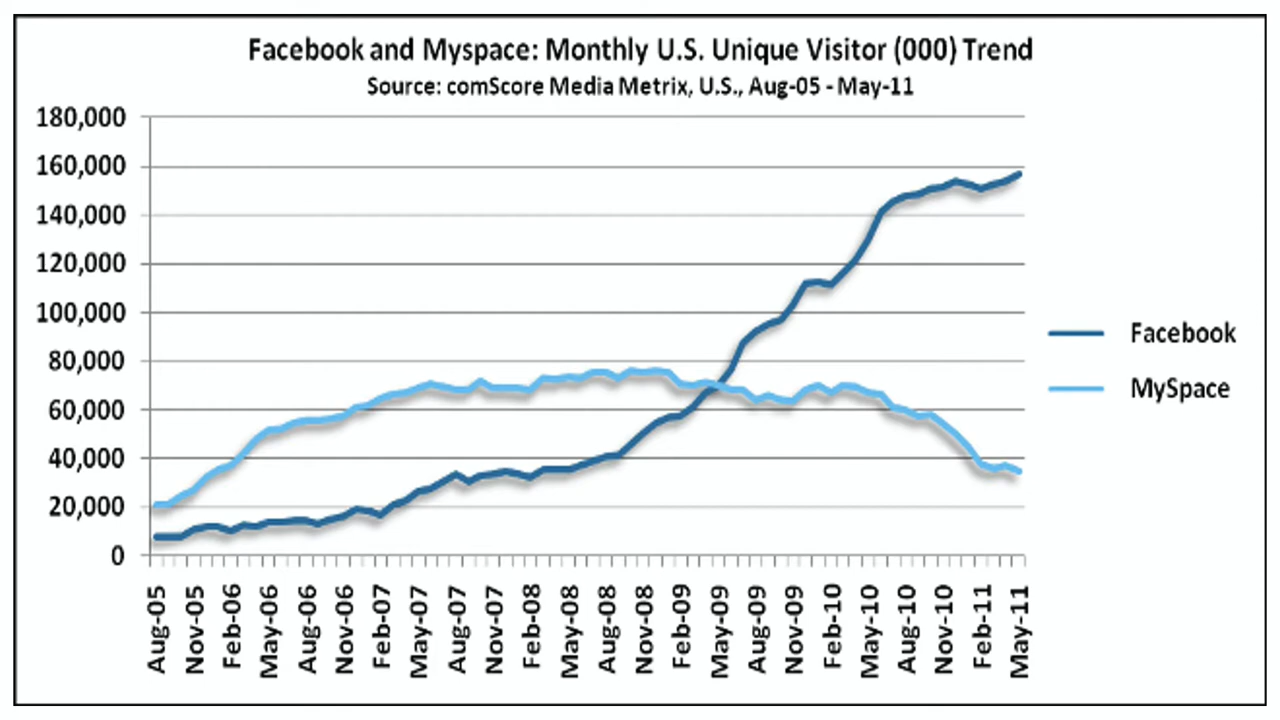 Facebook and Myspace: Monthly U.S. Unique Visitor (000) Trend
Source: comScore Media Metrix, U.S., Aug-05 - May-11
180,000
160,000
140,000
120,000
100,000
80,000
60,000
40,000
20,000
0
Facebook
MySpace
Aug-05
Nov-05
Feb-06
May-06
Aug-06
Nov-06
Feb-07
May-07
Aug-07
Nov-07
Feb-08
May-08
Aug-08
Nov-08
Feb-09
May-09
Aug-09
Nov-09
Feb-10
May-10
Aug-10
Nov-10
Feb-11
May-11